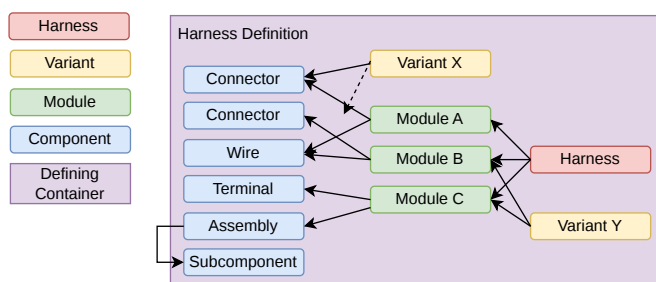 Harness
Variant
Module
Component
Defining
Container
Harness Definition
Connector
Connector
Wire
Terminal
Assembly
Subcomponent
Variant X
Module A
Module B
Module C
Harness
Variant Y